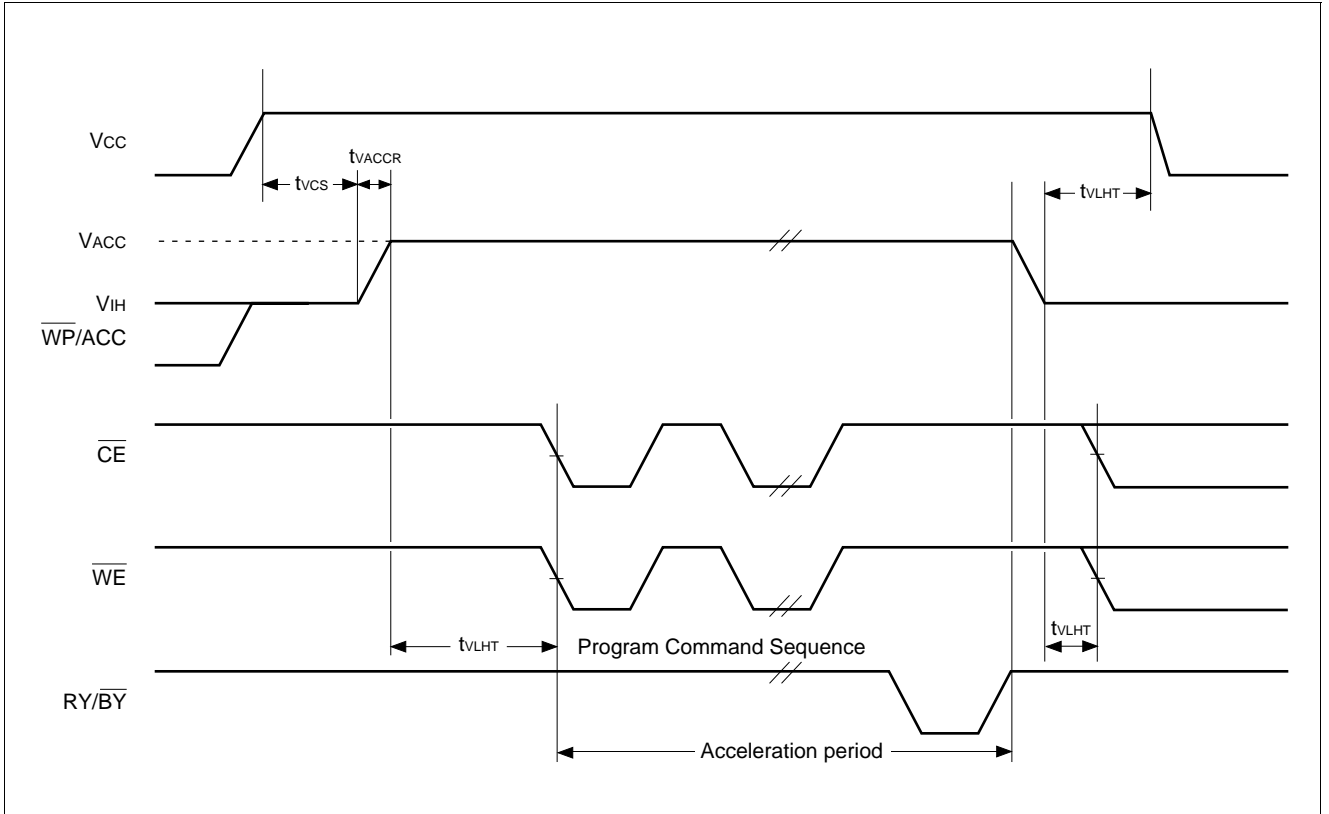 VCC
tVACCR
tVCS
tVLHT
VACC
VIH
WP/ACC
CE
WE
tVLHT
Program Command Sequence
tVLHT
RY/BY
Acceleration period